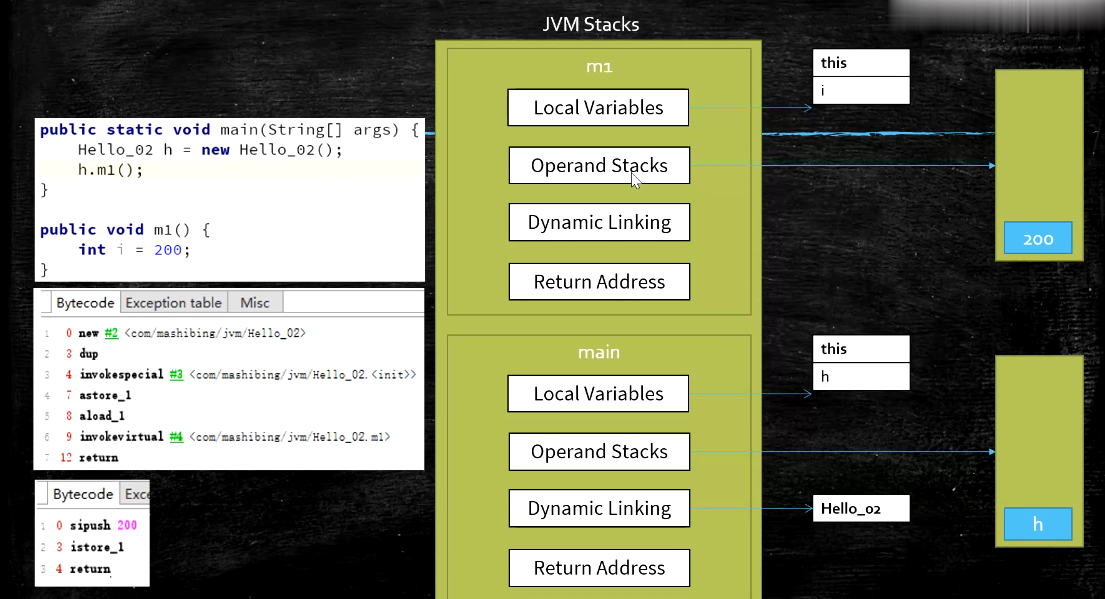 JVM Stacks
public static void main(String[] args) {
Hello_02 h = new Hello_02();
h.m1();
}
public void m1() {
int i = 200;
}
Bytecode Exception table Misc
1 0 new #2 <com/mashibing/jvm/Hello_02>
2 3 dup
3 4 invokespecial #3 <com/mashibing/jvm/Hello_02.<init>>
4 7 astore_1
5 8 aload_1
6 9 invokevirtual #4 <com/mashibing/jvm/Hello_02.m1>
7 12 return
Bytecode Exce
1 0 sipush 200
2 3 istore_1
3 4 return
m1
Local Variables
Operand Stacks
Dynamic Linking
Return Address
this
i
200
main
Local Variables
Operand Stacks
Dynamic Linking
Return Address
this
h
Hello_02
h